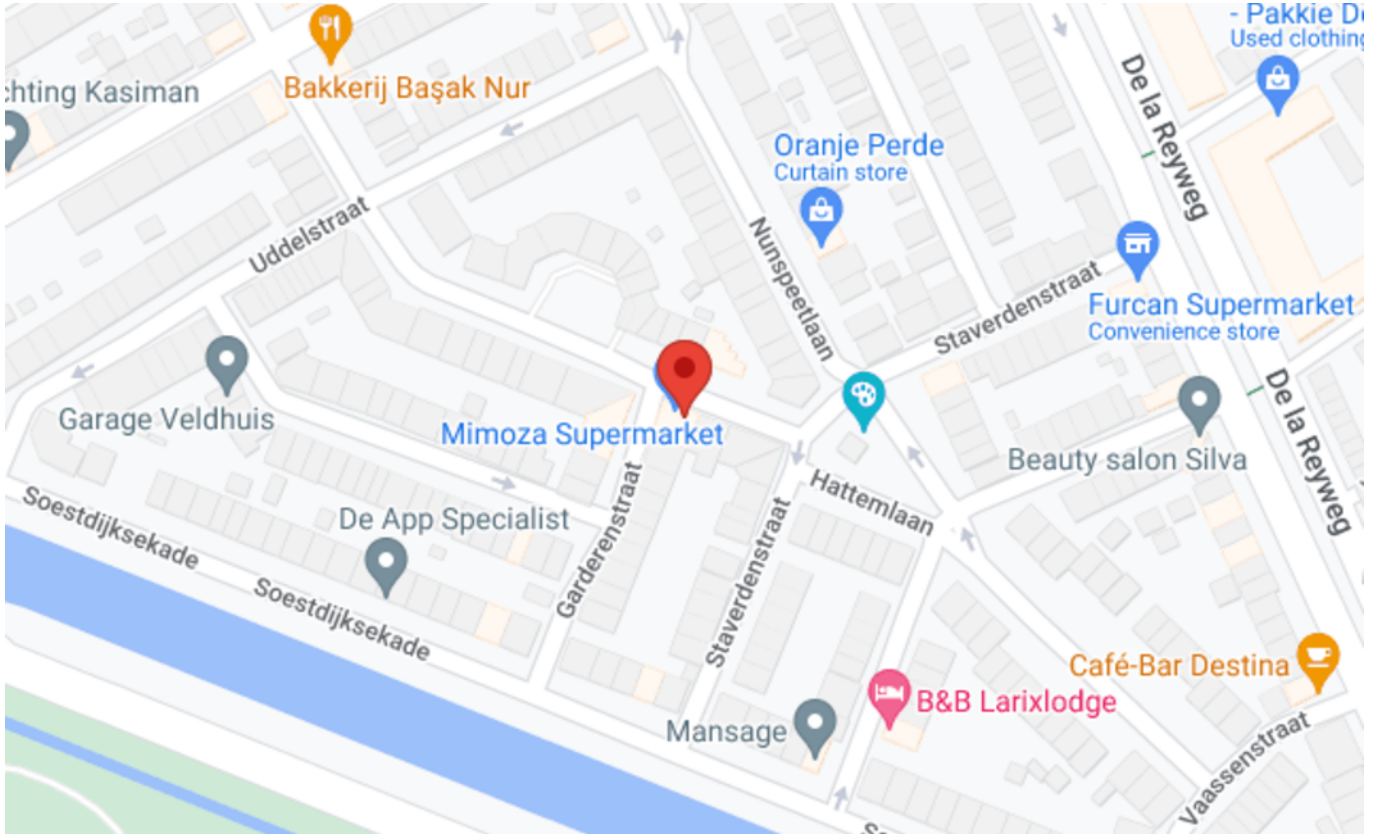 - Pakkie D
Used clothing
chting Kasiman
Bakkerij Başak Nur
De la Reyweg
Oranje Perde
Curtain store
Uddelstraat
Nunspeetlaan
Staverdenstraat
Furcan Supermarket
Convenience store
Garage Veldhuis
Mimoza Supermarket
De la Reyweg
Beauty salon Silva
Hattemlaan
Soestdijksekade
De App Specialist
Garderenstraat
Staverdenstraat
Soestdijksekade
Café-Bar Destina
B&B Larixlodge
Mansage
Vaassenstraat